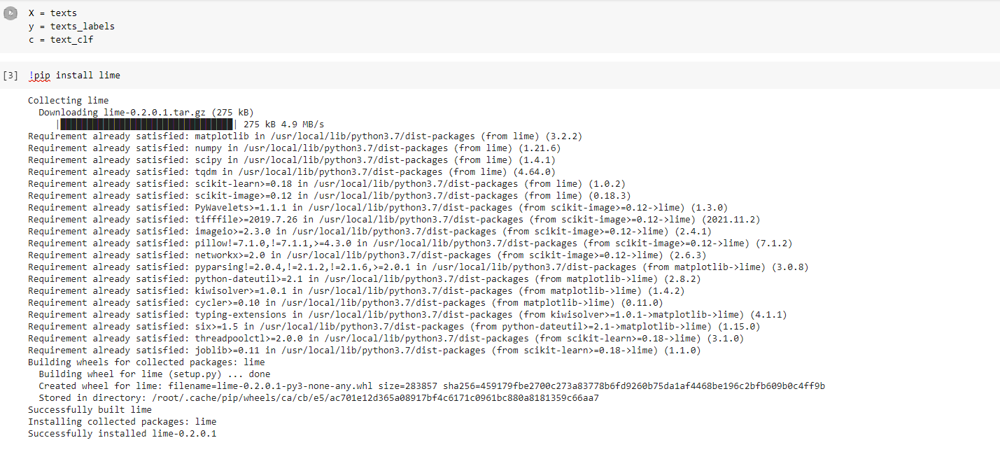 X = texts
y = texts_labels
c = text_clf
[3] !pip install lime
Collecting lime
Downloading lime-0.2.0.1.tar.gz (275 kB)
|████████████████████████████████| 275 kB 4.9 MB/s
Requirement already satisfied: matplotlib in /usr/local/lib/python3.7/dist-packages (from lime) (3.2.2)
Requirement already satisfied: numpy in /usr/local/lib/python3.7/dist-packages (from lime) (1.21.6)
Requirement already satisfied: scipy in /usr/local/lib/python3.7/dist-packages (from lime) (1.4.1)
Requirement already satisfied: tqdm in /usr/local/lib/python3.7/dist-packages (from lime) (4.64.0)
Requirement already satisfied: scikit-learn>=0.18 in /usr/local/lib/python3.7/dist-packages (from lime) (1.0.2)
Requirement already satisfied: scikit-image>=0.12 in /usr/local/lib/python3.7/dist-packages (from lime) (0.18.3)
Requirement already satisfied: PyWavelets>=1.1.1 in /usr/local/lib/python3.7/dist-packages (from scikit-image>=0.12->lime) (1.3.0)
Requirement already satisfied: tifffile>=2019.7.26 in /usr/local/lib/python3.7/dist-packages (from scikit-image>=0.12->lime) (2021.11.2)
Requirement already satisfied: imageio>=2.3.0 in /usr/local/lib/python3.7/dist-packages (from scikit-image>=0.12->lime) (2.4.1)
Requirement already satisfied: pillow!=7.1.0,!=7.1.1,>=4.3.0 in /usr/local/lib/python3.7/dist-packages (from scikit-image>=0.12->lime) (7.1.2)
Requirement already satisfied: networkx>=2.0 in /usr/local/lib/python3.7/dist-packages (from scikit-image>=0.12->lime) (2.6.3)
Requirement already satisfied: pyparsing!=2.0.4,!=2.1.2,!=2.1.6,>=2.0.1 in /usr/local/lib/python3.7/dist-packages (from matplotlib->lime) (3.0.8)
Requirement already satisfied: python-dateutil>=2.1 in /usr/local/lib/python3.7/dist-packages (from matplotlib->lime) (2.8.2)
Requirement already satisfied: kiwisolver>=1.0.1 in /usr/local/lib/python3.7/dist-packages (from matplotlib->lime) (1.4.2)
Requirement already satisfied: cycler>=0.10 in /usr/local/lib/python3.7/dist-packages (from matplotlib->lime) (0.11.0)
Requirement already satisfied: typing-extensions in /usr/local/lib/python3.7/dist-packages (from kiwisolver>=1.0.1->matplotlib->lime) (4.1.1)
Requirement already satisfied: six>=1.5 in /usr/local/lib/python3.7/dist-packages (from python-dateutil>=2.1->matplotlib->lime) (1.15.0)
Requirement already satisfied: threadpoolctl>=2.0.0 in /usr/local/lib/python3.7/dist-packages (from scikit-learn>=0.18->lime) (3.1.0)
Requirement already satisfied: joblib>=0.11 in /usr/local/lib/python3.7/dist-packages (from scikit-learn>=0.18->lime) (1.1.0)
Building wheels for collected packages: lime
Building wheel for lime (setup.py) ... done
Created wheel for lime: filename=lime-0.2.0.1-py3-none-any.whl size=283857 sha256=459179fbe2700c273a83778b6fd9260b75da1af4468be196c2bfb609b0c4ff9b
Stored in directory: /root/.cache/pip/wheels/ca/cb/e5/ac701e12d365a08917bf4c6171c0961bc880a8181359c66aa7
Successfully built lime
Installing collected packages: lime
Successfully installed lime-0.2.0.1